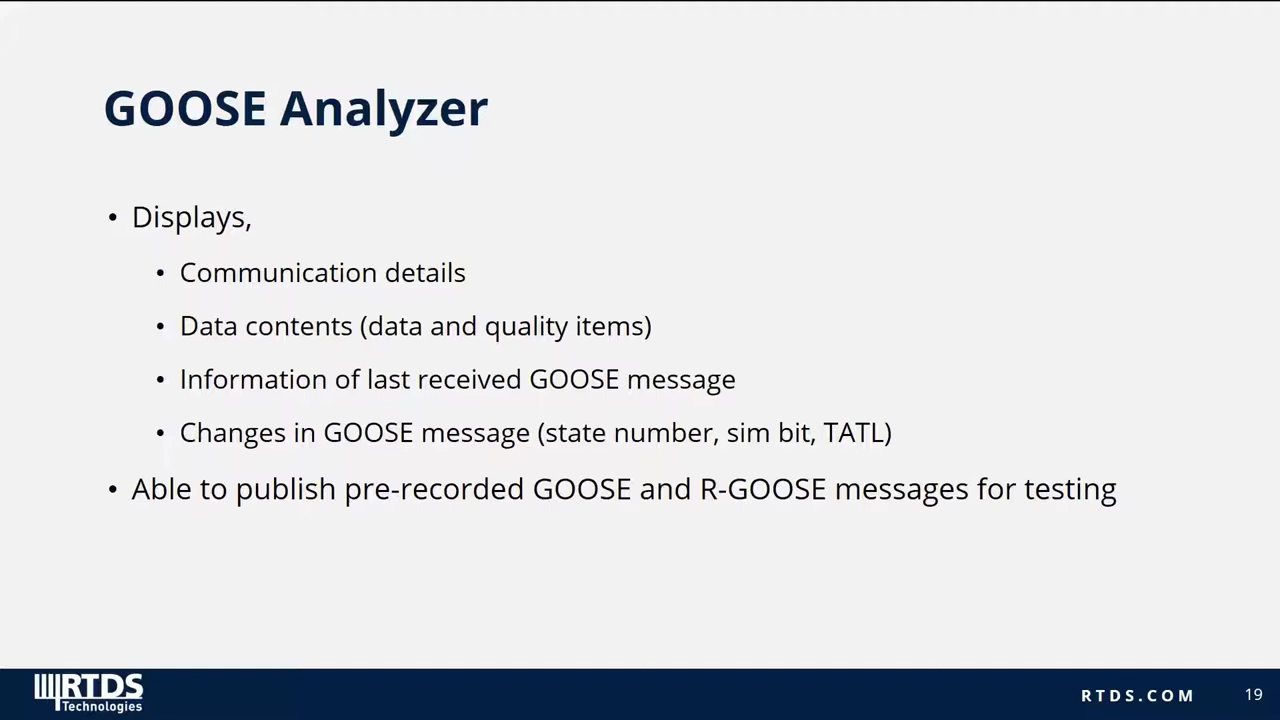 GOOSE Analyzer
• Displays,
• Communication details
• Data contents (data and quality items)
• Information of last received GOOSE message
• Changes in GOOSE message (state number, sim bit, TATL)
• Able to publish pre-recorded GOOSE and R-GOOSE messages for testing
RTDS
Technologies
RTDS.COM
19